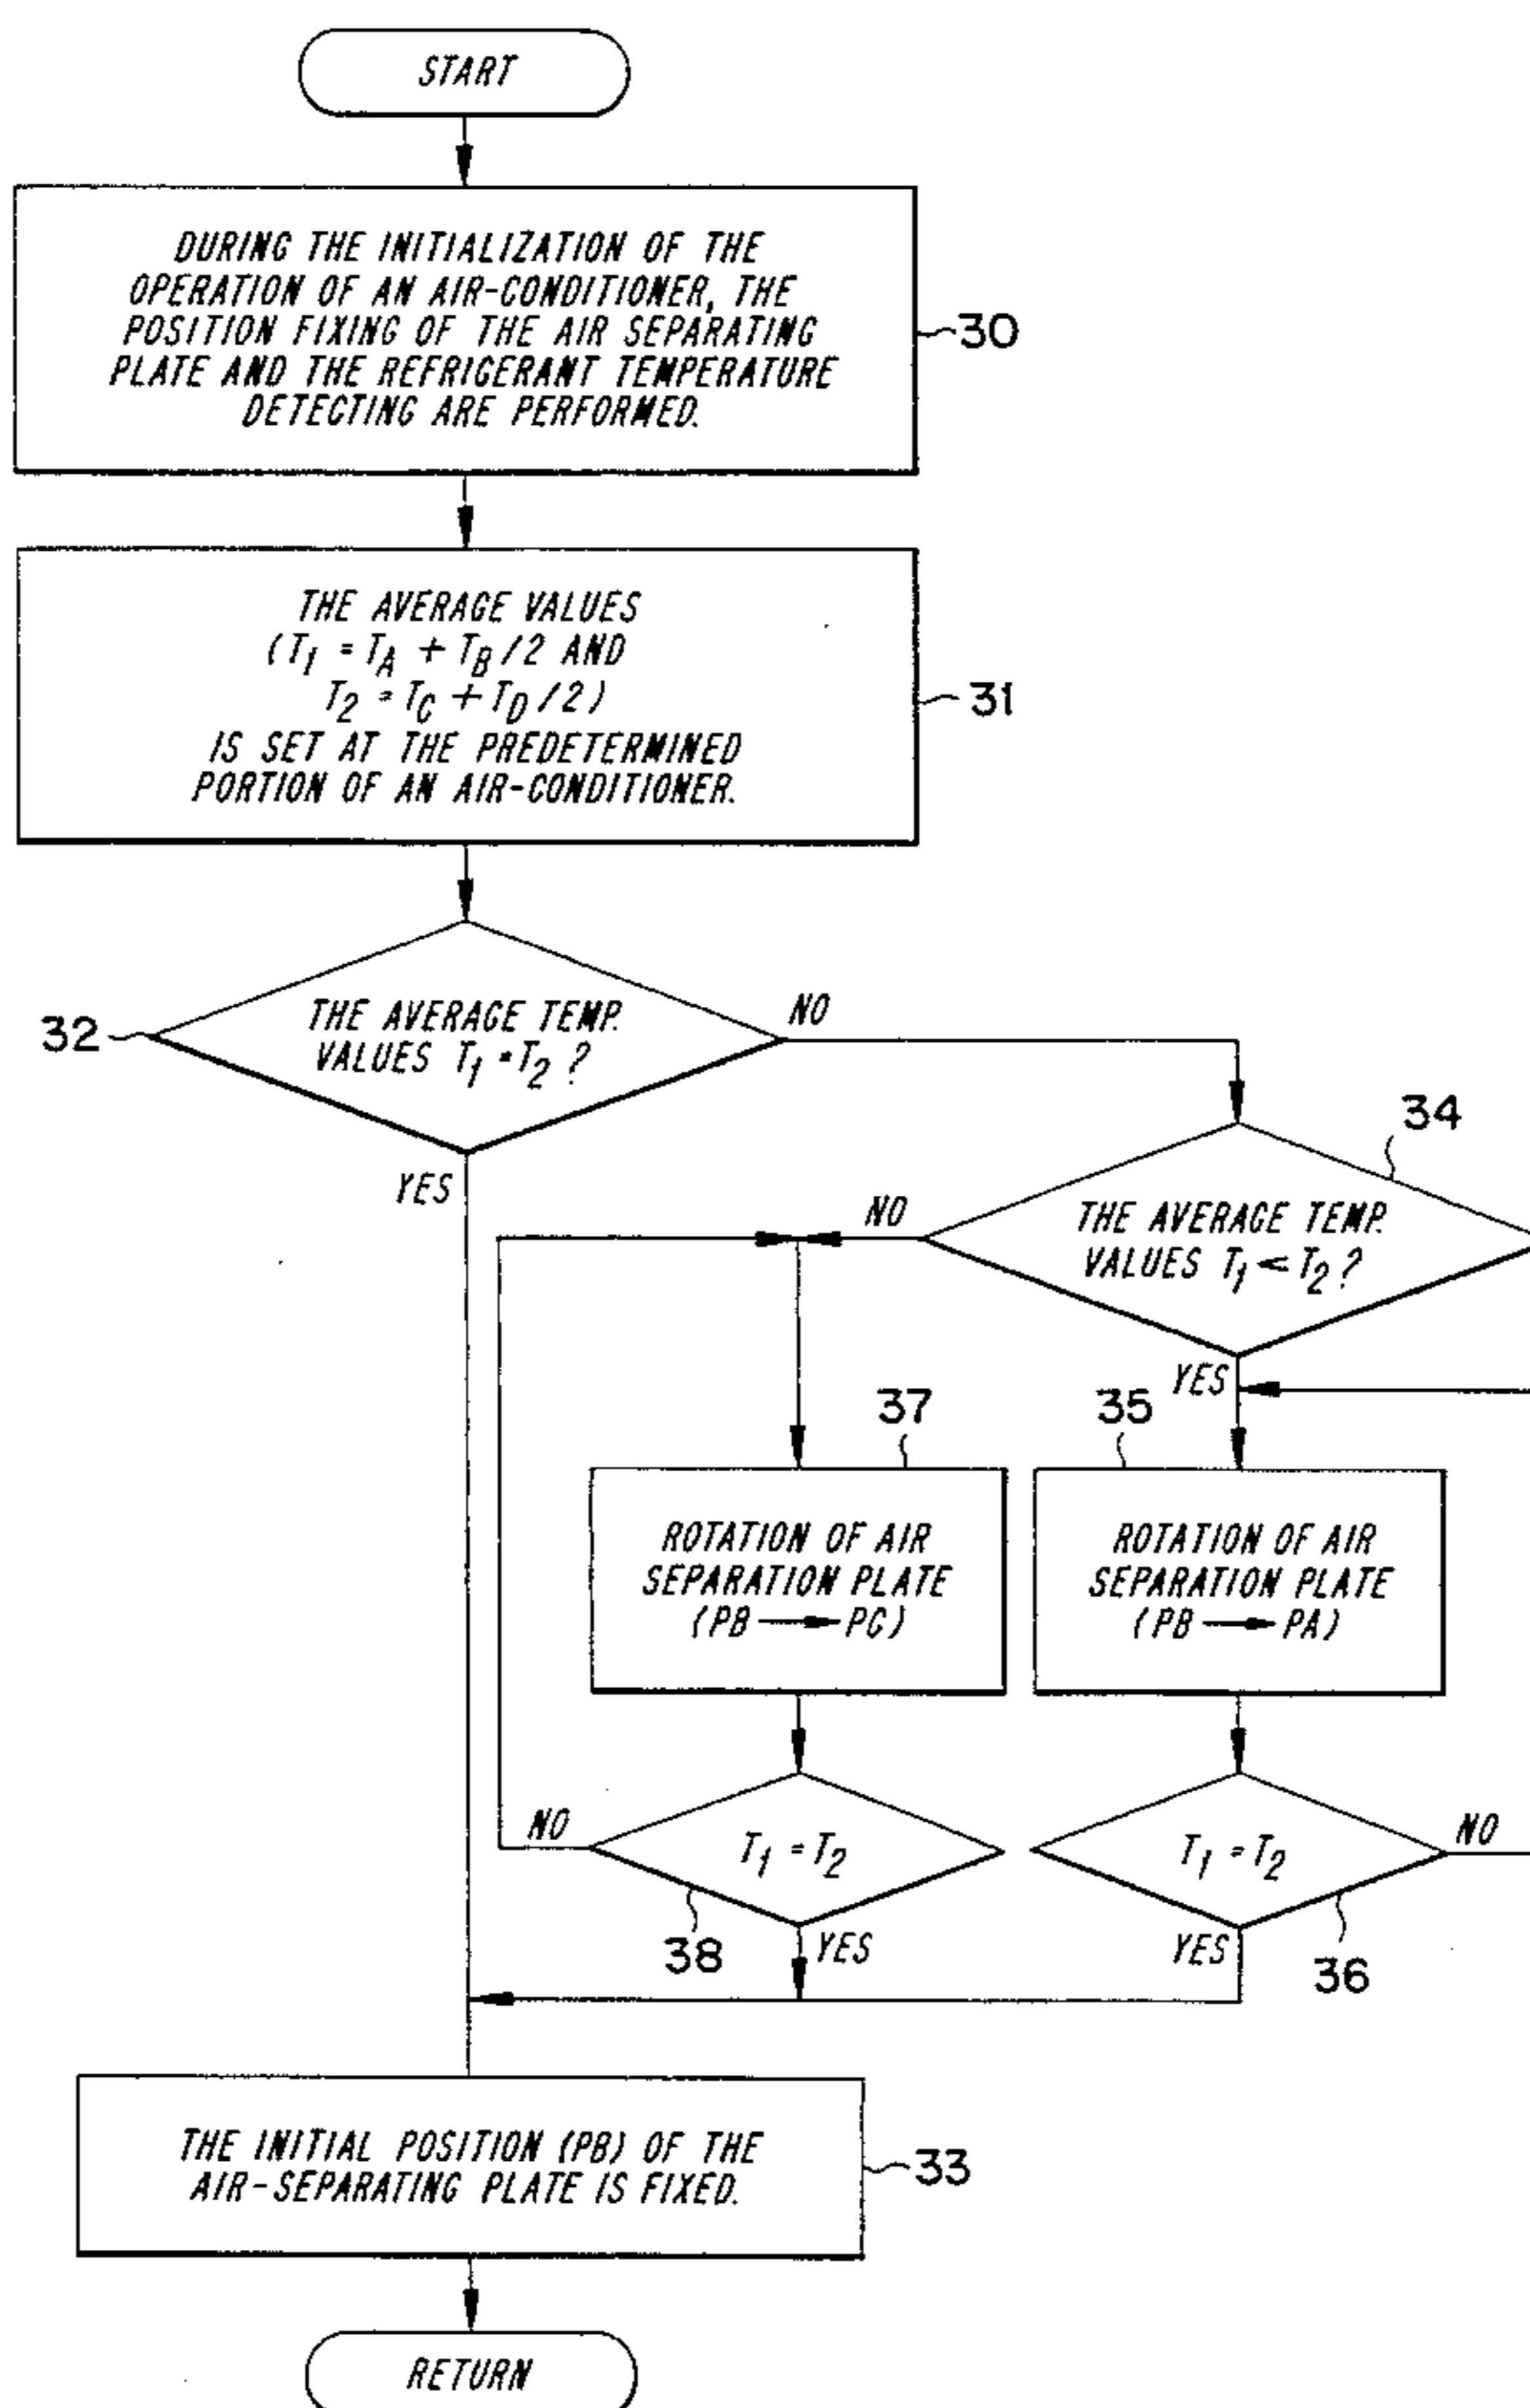 START
DURING THE INITIALIZATION OF THE
OPERATION OF AN AIR-CONDITIONER, THE
POSITION FIXING OF THE AIR SEPARATING
PLATE AND THE REFRIGERANT TEMPERATURE
DETECTING ARE PERFORMED.
30
THE AVERAGE VALUES
(T1 = TA + TB /2 AND
T2 = TC + TD /2)
IS SET AT THE PREDETERMINED
PORTION OF AN AIR-CONDITIONER.
31
32
THE AVERAGE TEMP.
VALUES T1 = T2 ?
NO
YES
34
THE AVERAGE TEMP.
VALUES T1 < T2 ?
NO
YES
37
ROTATION OF AIR
SEPARATION PLATE
(PB → PC)
35
ROTATION OF AIR
SEPARATION PLATE
(PB → PA)
NO
T1 = T2
38
YES
T1 = T2
NO
YES
36
THE INITIAL POSITION (PB) OF THE
AIR-SEPARATING PLATE IS FIXED.
33
RETURN